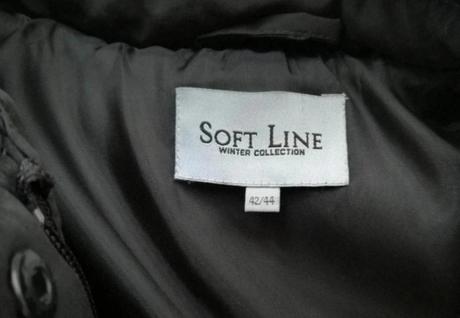 SOFT LINE
WINTER COLLECTION
42/44